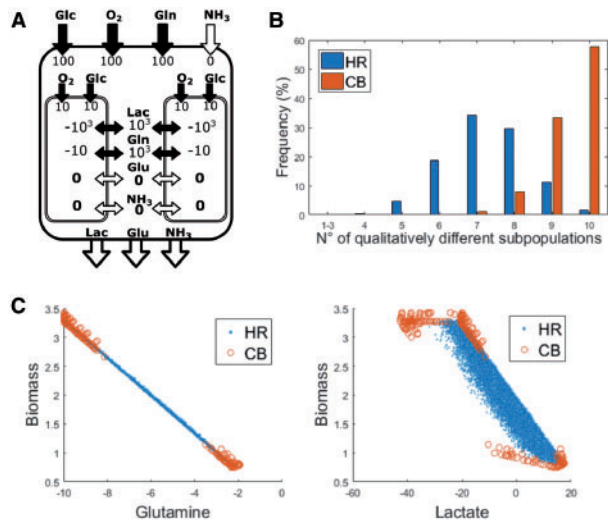 A
Glc O₂ Gln NH₃
100 100 100 0
O₂ Glc O₂ Glc
10 10 10 10
Lac
-10³ 10³ -10³
Gln
-10 10³ -10
Glu
0 0 0
NH₃
0 0 0
Lac Glu NH₃
B
HR
CB
Frequency (%)
60
50
40
30
20
10
0
1-3 4 5 6 7 8 9 10
N° of qualitatively different subpopulations
C
HR
CB
Biomass
3.5
3
2.5
2
1.5
1
0.5
-10 -8 -6 -4 -2 0
Glutamine
HR
CB
Biomass
3.5
3
2.5
2
1.5
1
0.5
-60 -40 -20 0 20
Lactate